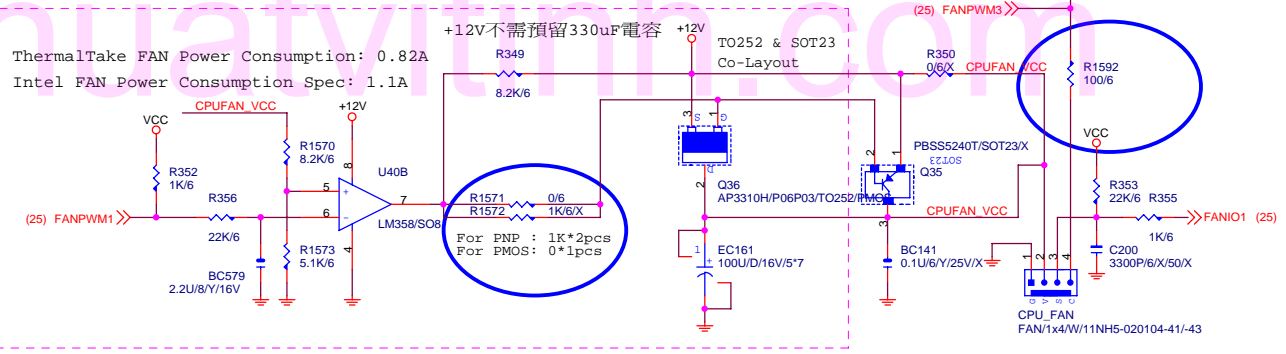 huatvitinh.com
(25) FANPWM3
+12V不需預留330uF電容
+12V
TO252 & SOT23
Co-Layout
ThermalTake FAN Power Consumption: 0.82A
Intel FAN Power Consumption Spec: 1.1A
R349
8.2K/6
R350
0/6/X
CPUFAN_VCC
R1592
100/6
CPUFAN_VCC
+12V
VCC
R352
1K/6
R1570
8.2K/6
U40B
8
5
+
6
-
7
4
LM358/SO8
R356
22K/6
(25) FANPWM1
BC579
2.2U/8/Y/16V
R1573
5.1K/6
R1571
0/6
R1572
1K/6/X
For PNP : 1K*2pcs
For PMOS: 0*1pcs
3
1
S
G
D
2
Q36
AP3310H/P06P03/TO252/PMOS
2
1
PBSS5240T/SOT23/X
SOT23
Q35
3
CPUFAN_VCC
1
+
EC161
100U/D/16V/5*7
BC141
0.1U/6/Y/25V/X
VCC
R353
22K/6
R355
1K/6
FANIO1 (25)
C200
3300P/6/X/50/X
1
2
3
4
G
V
S
C
CPU_FAN
FAN/1x4/W/11NH5-020104-41/-43